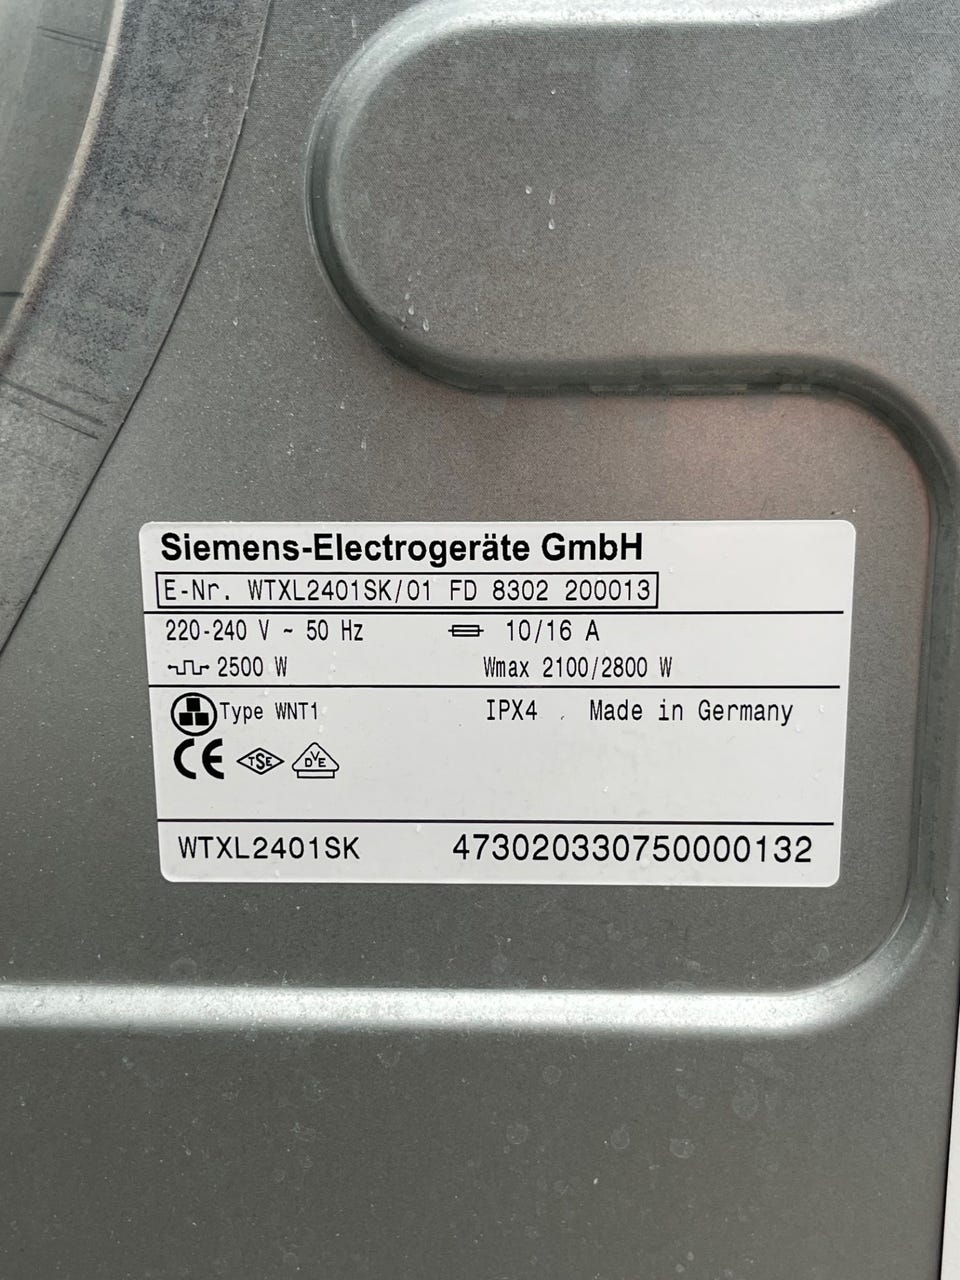 Siemens-Electrogeräte GmbH
E-Nr. WTXL2401SK/01 FD 8302 200013
220-240 V ~ 50 Hz 10/16 A
2500 W Wmax 2100/2800 W
Type WNT1 IPX4 . Made in Germany
CE TSE DVE
WTXL2401SK 473020330750000132